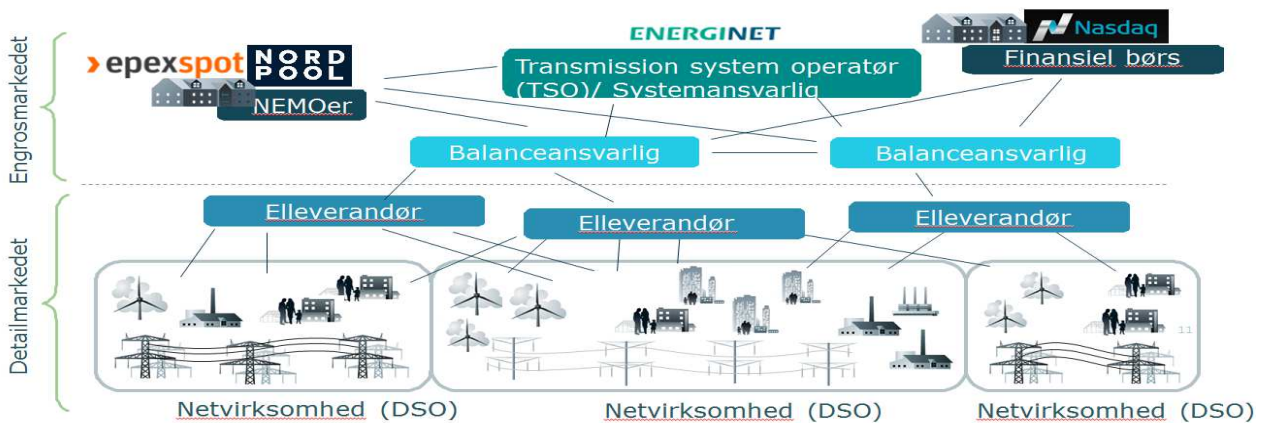 Engrosmarkedet
epexspot
NORD
POOL
NEMOer
ENERGINET
Transmission system operatør
(TSO)/ Systemansvarlig
Nasdaq
Finansiel børs
Balanceansvarlig
Balanceansvarlig
Detailmarkedet
Elleverandør
Elleverandør
Elleverandør
11
Netvirksomhed (DSO)
Netvirksomhed (DSO)
Netvirksomhed (DSO)